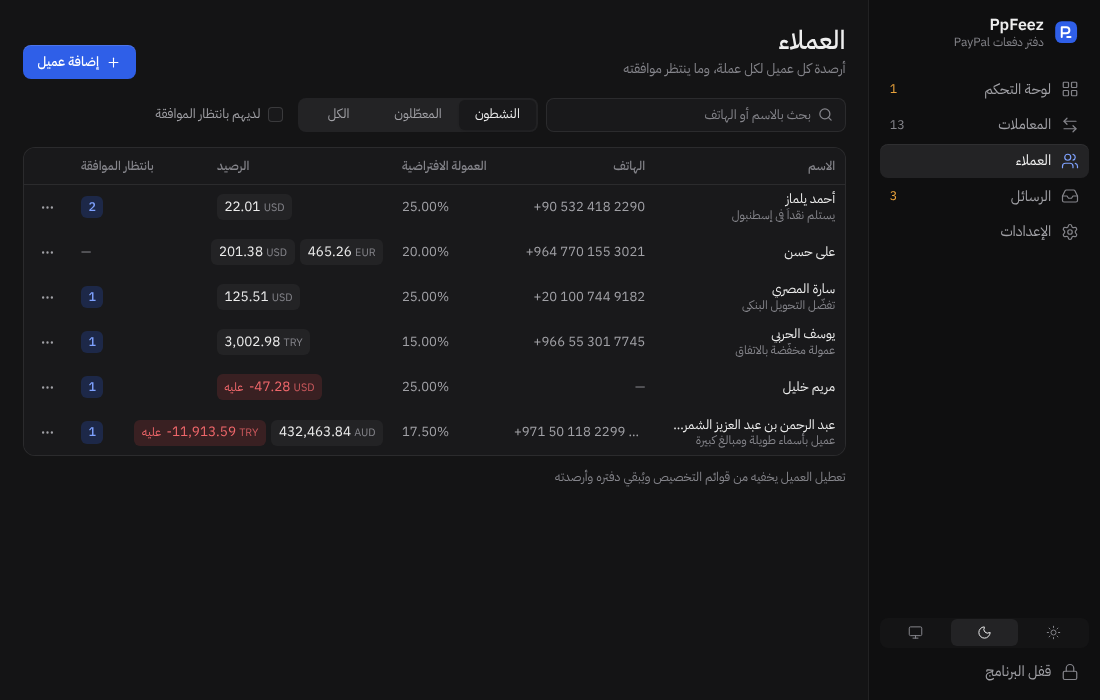 PpFeez
دفتر دفعات PayPal
لوحة التحكم 1
المعاملات 13
العملاء
الرسائل 3
الإعدادات
قفل البرنامج
العملاء
أرصدة كل عميل لكل عملة، وما ينتظر موافقته
إضافة عميل
بحث بالاسم أو الهاتف
النشطون المعطّلون الكل
لديهم بانتظار الموافقة
الاسم الهاتف العمولة الافتراضية الرصيد بانتظار الموافقة
أحمد يلماز +90 532 418 2290 25.00% 22.01 USD 2 ...
يستلم نقداً في إسطنبول
علي حسن +964 770 155 3021 20.00% 465.26 EUR 201.38 USD — ...
سارة المصري +20 100 744 9182 25.00% 125.51 USD 1 ...
تفضّل التحويل البنكي
يوسف الحربي +966 55 301 7745 15.00% 3,002.98 TRY 1 ...
عمولة مخفّضة بالاتفاق
مريم خليل — 25.00% -47.28 USD عليه 1 ...
عبد الرحمن بن عبد العزيز الشمر... +971 50 118 2299 ... 17.50% 432,463.84 AUD -11,913.59 TRY عليه 1 ...
عميل بأسماء طويلة ومبالغ كبيرة
تعطيل العميل يخفيه من قوائم التخصيص ويُبقي دفتره وأرصدته